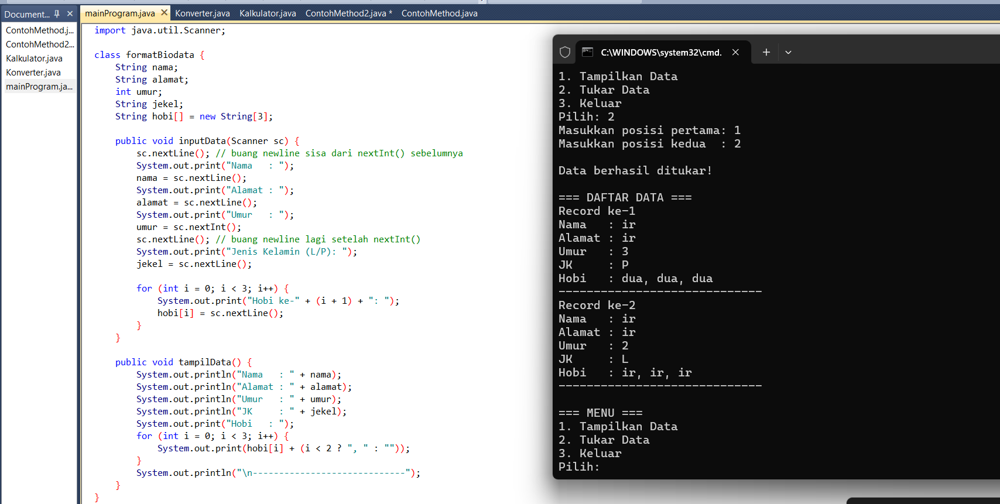 Document...
mainProgram.java
Konverter.java
Kalkulator.java
ContohMethod2.java *
ContohMethod.java
ContohMethod.j...
ContohMethod2...
Kalkulator.java
Konverter.java
mainProgram.ja...
import java.util.Scanner;
class formatBiodata {
String nama;
String alamat;
int umur;
String jekel;
String hobi[] = new String[3];
public void inputData(Scanner sc) {
sc.nextLine(); // buang newline sisa dari nextInt() sebelumnya
System.out.print("Nama   : ");
nama = sc.nextLine();
System.out.print("Alamat : ");
alamat = sc.nextLine();
System.out.print("Umur   : ");
umur = sc.nextInt();
sc.nextLine(); // buang newline lagi setelah nextInt()
System.out.print("Jenis Kelamin (L/P): ");
jekel = sc.nextLine();
for (int i = 0; i < 3; i++) {
System.out.print("Hobi ke-" + (i + 1) + ": ");
hobi[i] = sc.nextLine();
}
}
public void tampilData() {
System.out.println("Nama   : " + nama);
System.out.println("Alamat : " + alamat);
System.out.println("Umur   : " + umur);
System.out.println("JK     : " + jekel);
System.out.print("Hobi   : ");
for (int i = 0; i < 3; i++) {
System.out.print(hobi[i] + (i < 2 ? ", " : ""));
}
System.out.println("\n-----------------------------");
}
}
C:\WINDOWS\system32\cmd.
1. Tampilkan Data
2. Tukar Data
3. Keluar
Pilih: 2
Masukkan posisi pertama: 1
Masukkan posisi kedua  : 2
Data berhasil ditukar!
=== DAFTAR DATA ===
Record ke-1
Nama   : ir
Alamat : ir
Umur   : 3
JK     : P
Hobi   : dua, dua, dua
-----------------------------
Record ke-2
Nama   : ir
Alamat : ir
Umur   : 2
JK     : L
Hobi   : ir, ir, ir
-----------------------------
=== MENU ===
1. Tampilkan Data
2. Tukar Data
3. Keluar
Pilih: